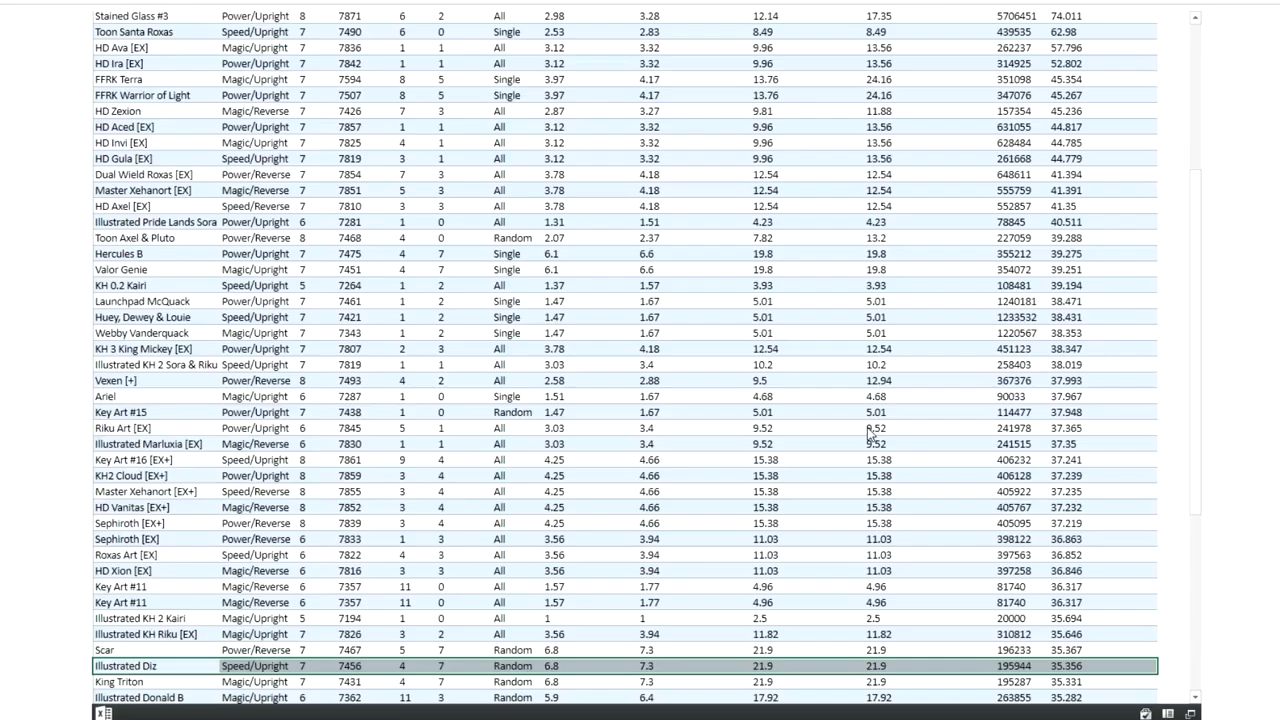 Stained Glass #3 Power/Upright 8 7871 6 2 All 2.98 3.28 12.14 17.35 5706451 74.011
Toon Santa Roxas Speed/Upright 7 7490 6 0 Single 2.53 2.83 8.49 8.49 439535 62.98
HD Ava [EX] Magic/Upright 7 7836 1 1 All 3.12 3.32 9.96 13.56 262237 57.796
HD Ira [EX] Power/Upright 7 7842 1 1 All 3.12 3.32 9.96 13.56 314925 52.802
FFRK Terra Magic/Upright 7 7594 8 5 Single 3.97 4.17 13.76 24.16 351098 45.354
FFRK Warrior of Light Power/Upright 7 7507 8 5 Single 3.97 4.17 13.76 24.16 347076 45.267
HD Zexion Magic/Reverse 7 7426 7 3 All 2.87 3.27 9.81 11.88 157354 45.236
HD Aced [EX] Power/Upright 7 7857 1 1 All 3.12 3.32 9.96 13.56 631055 44.817
HD Invi [EX] Magic/Upright 7 7825 4 1 All 3.12 3.32 9.96 13.56 628484 44.785
HD Gula [EX] Speed/Upright 7 7819 3 1 All 3.12 3.32 9.96 13.56 261668 44.779
Dual Wield Roxas [EX] Power/Reverse 7 7854 7 3 All 3.78 4.18 12.54 12.54 648611 41.394
Master Xehanort [EX] Magic/Reverse 7 7851 5 3 All 3.78 4.18 12.54 12.54 555759 41.391
HD Axel [EX] Speed/Reverse 7 7810 3 3 All 3.78 4.18 12.54 12.54 552857 41.35
Illustrated Pride Lands Sora Power/Upright 6 7281 1 0 All 1.31 1.51 4.23 4.23 78845 40.511
Toon Axel & Pluto Power/Reverse 8 7468 4 0 Random 2.07 2.37 7.82 13.2 227059 39.288
Hercules B Power/Upright 7 7475 4 7 Single 6.1 6.6 19.8 19.8 355212 39.275
Valor Genie Magic/Upright 7 7451 4 7 Single 6.1 6.6 19.8 19.8 354072 39.251
KH 0.2 Kairi Speed/Upright 5 7264 1 2 All 1.37 1.57 3.93 3.93 108481 39.194
Launchpad McQuack Power/Upright 7 7461 1 2 Single 1.47 1.67 5.01 5.01 1240181 38.471
Huey, Dewey & Louie Speed/Upright 7 7421 1 2 Single 1.47 1.67 5.01 5.01 1233532 38.431
Webby Vanderquack Magic/Upright 7 7343 1 2 Single 1.47 1.67 5.01 5.01 1220567 38.353
KH 3 King Mickey [EX] Power/Upright 7 7807 2 3 All 3.78 4.18 12.54 12.54 451123 38.347
Illustrated KH 2 Sora & Riku Speed/Upright 7 7819 1 1 All 3.03 3.4 10.2 10.2 258403 38.019
Vexen [+] Power/Reverse 8 7493 4 2 All 2.58 2.88 9.5 12.94 367376 37.993
Ariel Magic/Upright 6 7287 1 0 Single 1.51 1.67 4.68 4.68 90033 37.967
Key Art #15 Power/Upright 7 7438 1 0 Random 1.47 1.67 5.01 5.01 114477 37.948
Riku Art [EX] Power/Upright 6 7845 5 1 All 3.03 3.4 9.52 9.52 241978 37.365
Illustrated Marluxia [EX] Magic/Reverse 6 7830 1 1 All 3.03 3.4 9.52 9.52 241515 37.35
Key Art #16 [EX+] Speed/Upright 8 7861 9 4 All 4.25 4.66 15.38 15.38 406232 37.241
KH2 Cloud [EX+] Power/Upright 8 7859 3 4 All 4.25 4.66 15.38 15.38 406128 37.239
Master Xehanort [EX+] Speed/Reverse 8 7855 3 4 All 4.25 4.66 15.38 15.38 405922 37.235
HD Vanitas [EX+] Magic/Reverse 8 7852 3 4 All 4.25 4.66 15.38 15.38 405767 37.232
Sephiroth [EX+] Power/Reverse 8 7839 3 4 All 4.25 4.66 15.38 15.38 405095 37.219
Sephiroth [EX] Power/Reverse 6 7833 1 3 All 3.56 3.94 11.03 11.03 398122 36.863
Roxas Art [EX] Speed/Upright 6 7822 4 3 All 3.56 3.94 11.03 11.03 397563 36.852
HD Xion [EX] Magic/Reverse 6 7816 3 3 All 3.56 3.94 11.03 11.03 397258 36.846
Key Art #11 Magic/Reverse 6 7357 11 0 All 1.57 1.77 4.96 4.96 81740 36.317
Key Art #11 Magic/Reverse 6 7357 11 0 All 1.57 1.77 4.96 4.96 81740 36.317
Illustrated KH 2 Kairi Magic/Upright 5 7194 1 0 All 1 1 2.5 2.5 20000 35.694
Illustrated KH Riku [EX] Magic/Upright 7 7826 3 2 All 3.56 3.94 11.82 11.82 310812 35.646
Scar Power/Reverse 7 7467 5 7 Random 6.8 7.3 21.9 21.9 196233 35.367
Illustrated Diz Speed/Upright 7 7456 4 7 Random 6.8 7.3 21.9 21.9 195944 35.356
King Triton Magic/Upright 7 7431 4 7 Random 6.8 7.3 21.9 21.9 195287 35.331
Illustrated Donald B Magic/Upright 6 7362 11 3 Random 5.9 6.4 17.92 17.92 263855 35.282